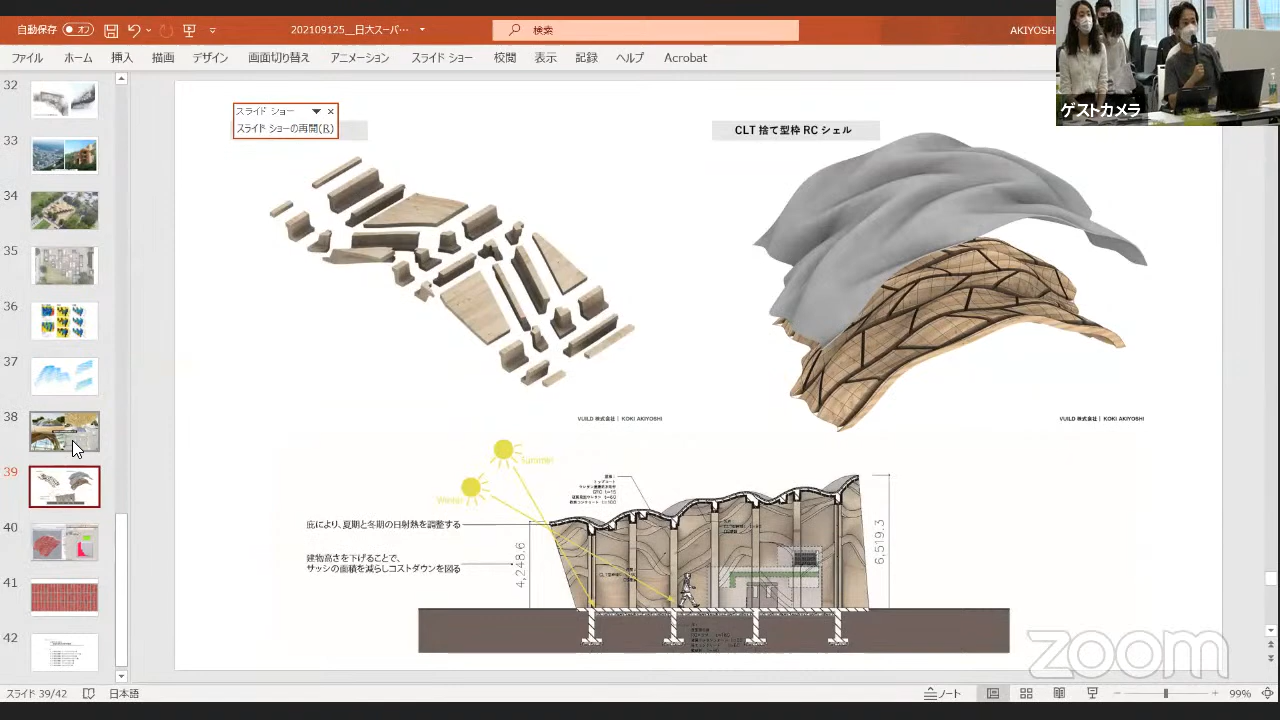 自動保存
オフ
202109125__日大スーパ… 
検索
AKIYOSH
ファイル ホーム 挿入 描画 デザイン 画面切り替え アニメーション スライド ショー 校閲 表示 記録 ヘルプ Acrobat
ゲストカメラ
スライド ショー
スライド ショーの再開(R)
CLT 捨て型枠 RC シェル
32
33
34
35
36
37
38
39
40
41
42
VUILD 株式会社 | KOKI AKIYOSHI
VUILD 株式会社 | KOKI AKIYOSHI
Summer
Winter
庇により、夏期と冬期の日射熱を調整する
建物高さを下げることで、
サッシの面積を減らしコストダウンを図る
4,248.6
6,519.3
zoom
スライド 39/42
日本語
ノート
99%